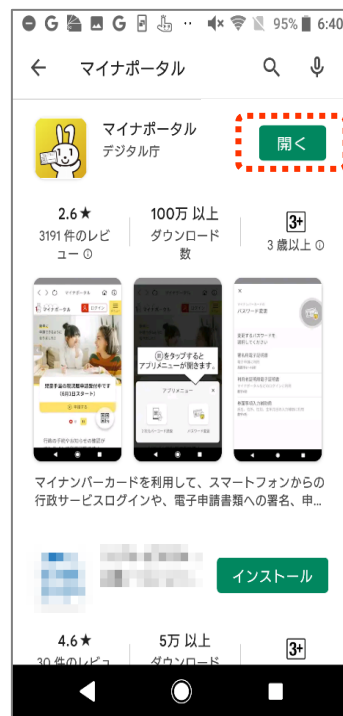 95% 6:40
マイナポータル
マイナポータル
デジタル庁
開く
2.6★
3191 件のレビ
ュー
100万 以上
ダウンロード
数
3+
3 歳以上
マイナポータル
ログイン
(6月1日スタート)
をタップすると
アプリメニューが開きます。
アプリメニュー
パスワード変更
マイナンバーカードを利用して、スマートフォンからの
行政サービスログインや、電子申請書類への署名、申...
インストール
4.6★
30 件のレビュ
5万 以上
ダウンロード
3+